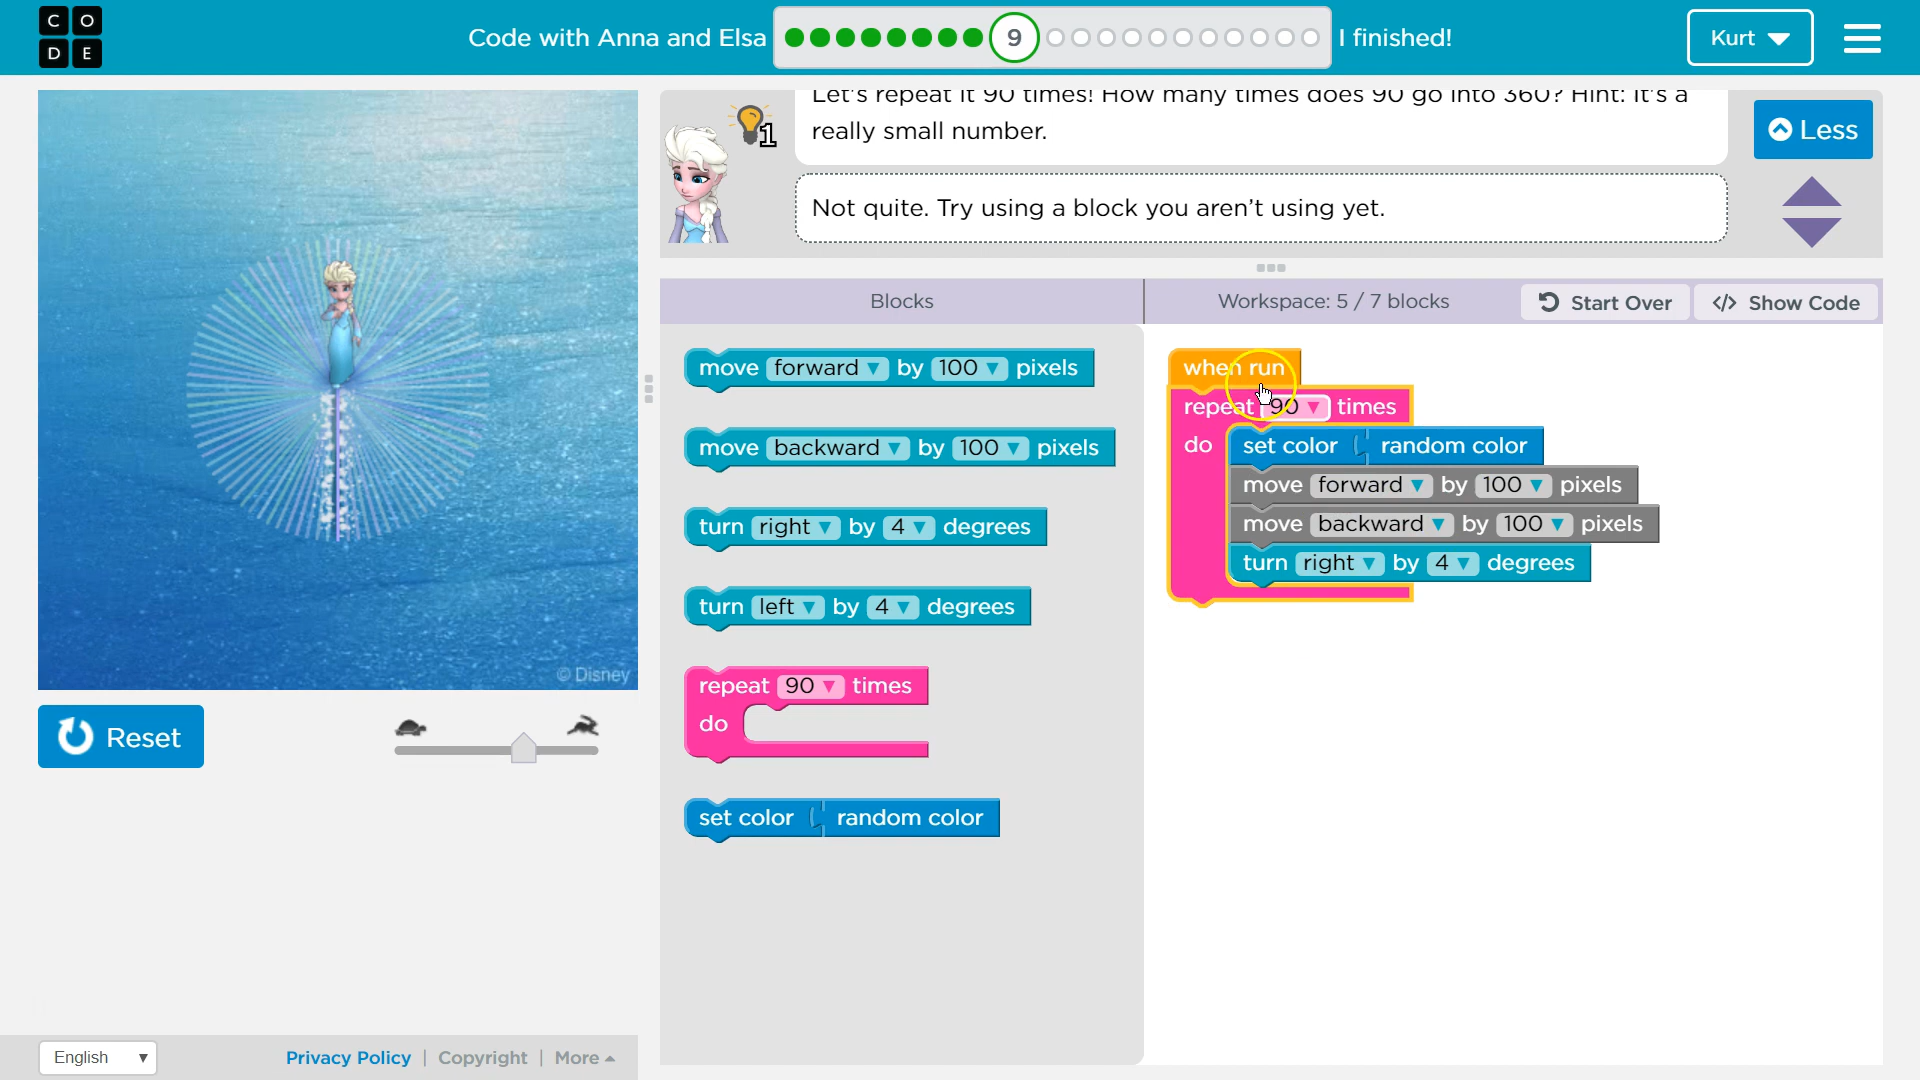 C O
D E
Code with Anna and Elsa
9
I finished!
Kurt
Let's repeat it 90 times! How many times does 90 go into 360? Hint: It's a
really small number.
1
Less
Not quite. Try using a block you aren't using yet.
Blocks
Workspace: 5 / 7 blocks
Start Over
</> Show Code
move forward by 100 pixels
move backward by 100 pixels
turn right by 4 degrees
turn left by 4 degrees
repeat 90 times
do
set color random color
when run
repeat 90 times
do
set color random color
move forward by 100 pixels
move backward by 100 pixels
turn right by 4 degrees
© Disney
Reset
English
Privacy Policy | Copyright | More